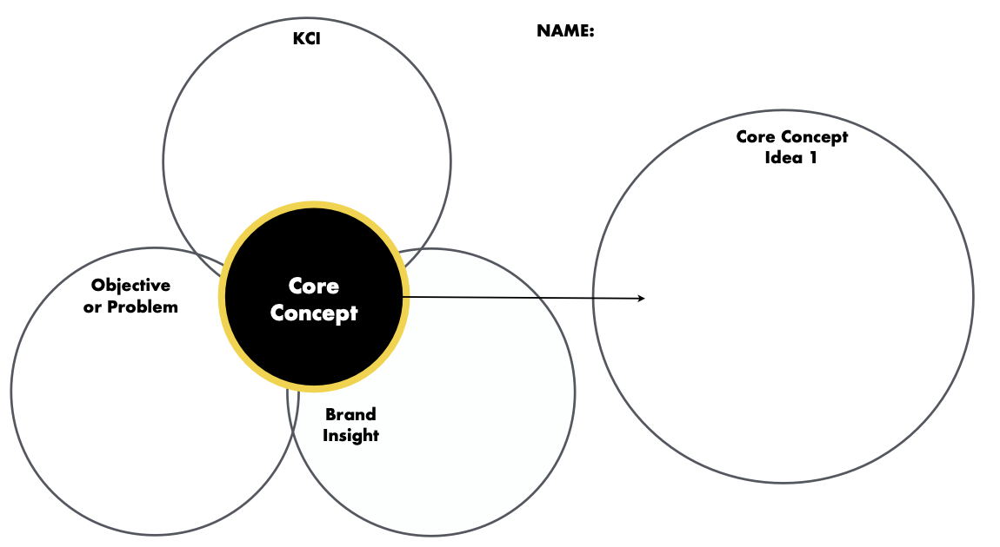 KCI
NAME:
Core Concept
Idea 1
Objective
or Problem
Core
Concept
Brand
Insight